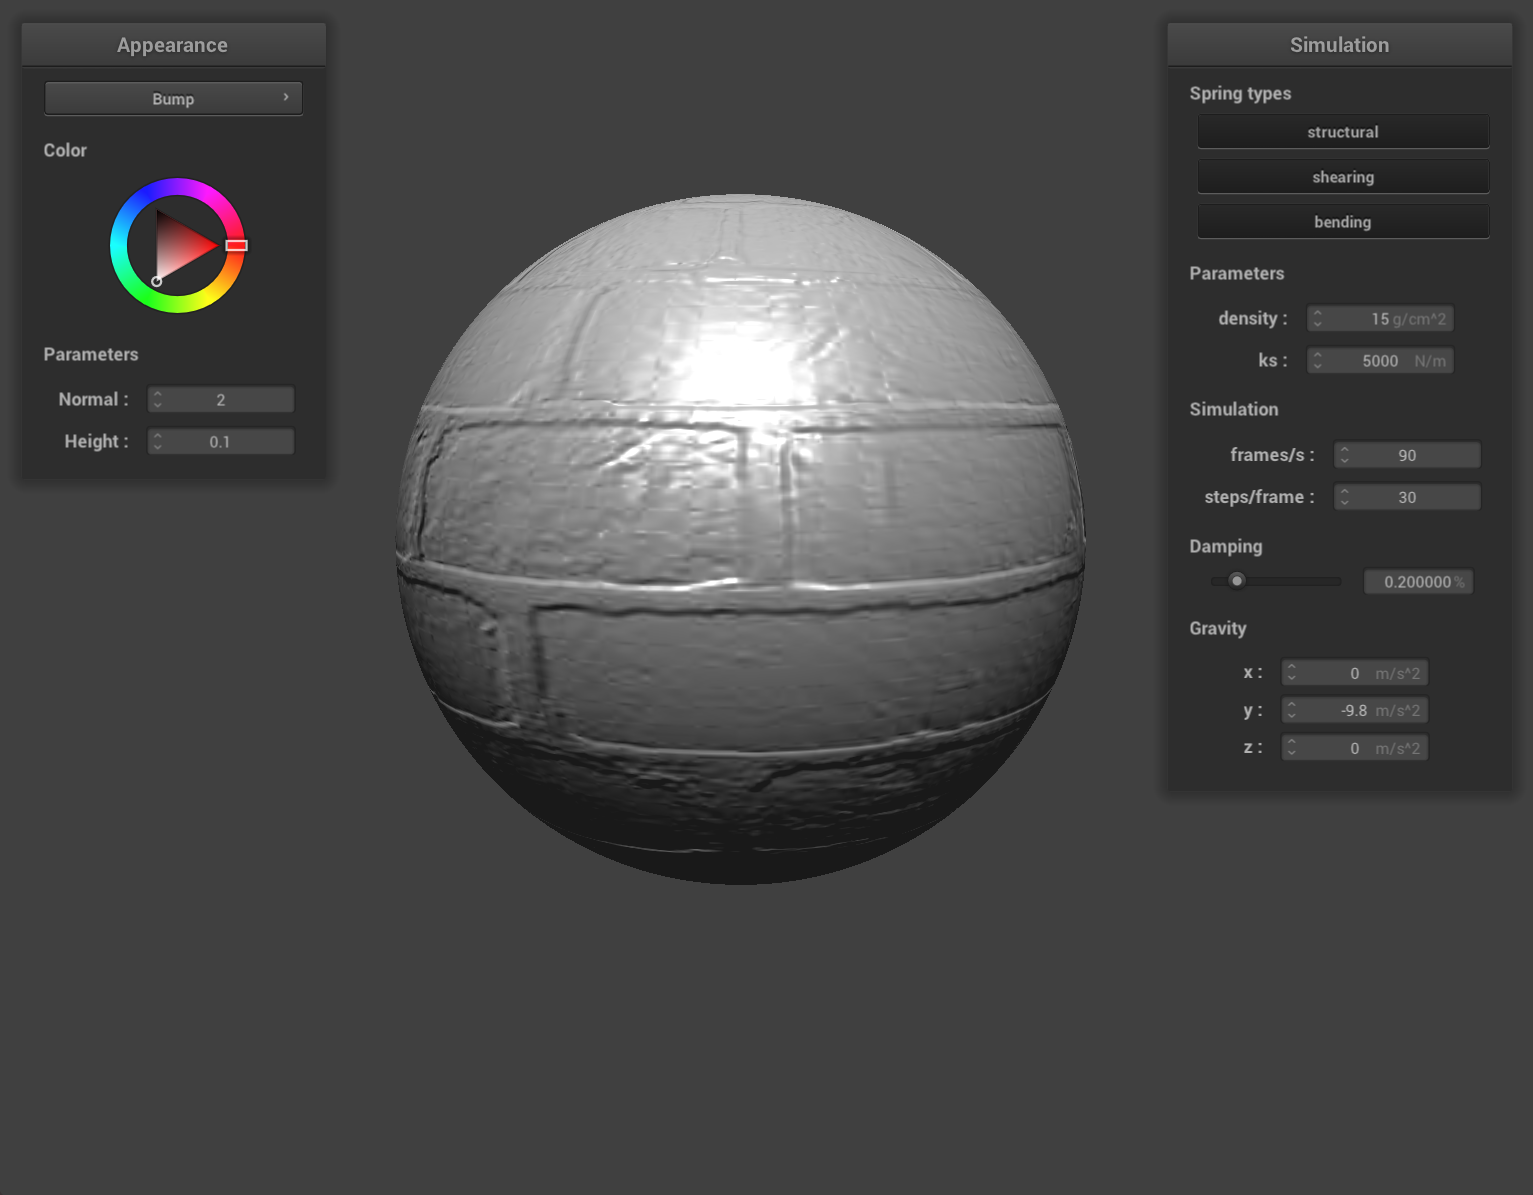 Appearance
Bump ›
Color
Parameters
Normal : 2
Height : 0.1
Simulation
Spring types
structural
shearing
bending
Parameters
density : 15 g/cm^2
ks : 5000 N/m
Simulation
frames/s : 90
steps/frame : 30
Damping
0.200000 %
Gravity
x : 0 m/s^2
y : -9.8 m/s^2
z : 0 m/s^2